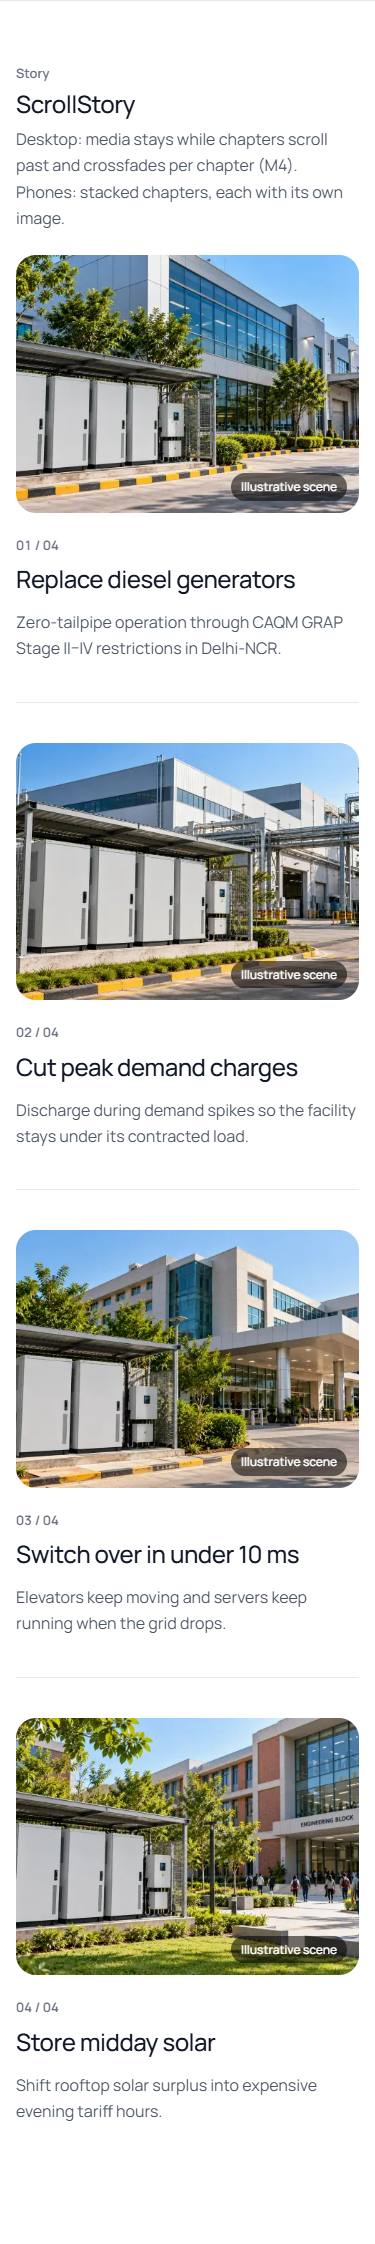 Story
ScrollStory
Desktop: media stays while chapters scroll
past and crossfades per chapter (M4).
Phones: stacked chapters, each with its own
image.
Illustrative scene
01 / 04
Replace diesel generators
Zero-tailpipe operation through CAQM GRAP
Stage II–IV restrictions in Delhi-NCR.
Illustrative scene
02 / 04
Cut peak demand charges
Discharge during demand spikes so the facility
stays under its contracted load.
Illustrative scene
03 / 04
Switch over in under 10 ms
Elevators keep moving and servers keep
running when the grid drops.
ENGINEERING BLOCK
Illustrative scene
04 / 04
Store midday solar
Shift rooftop solar surplus into expensive
evening tariff hours.